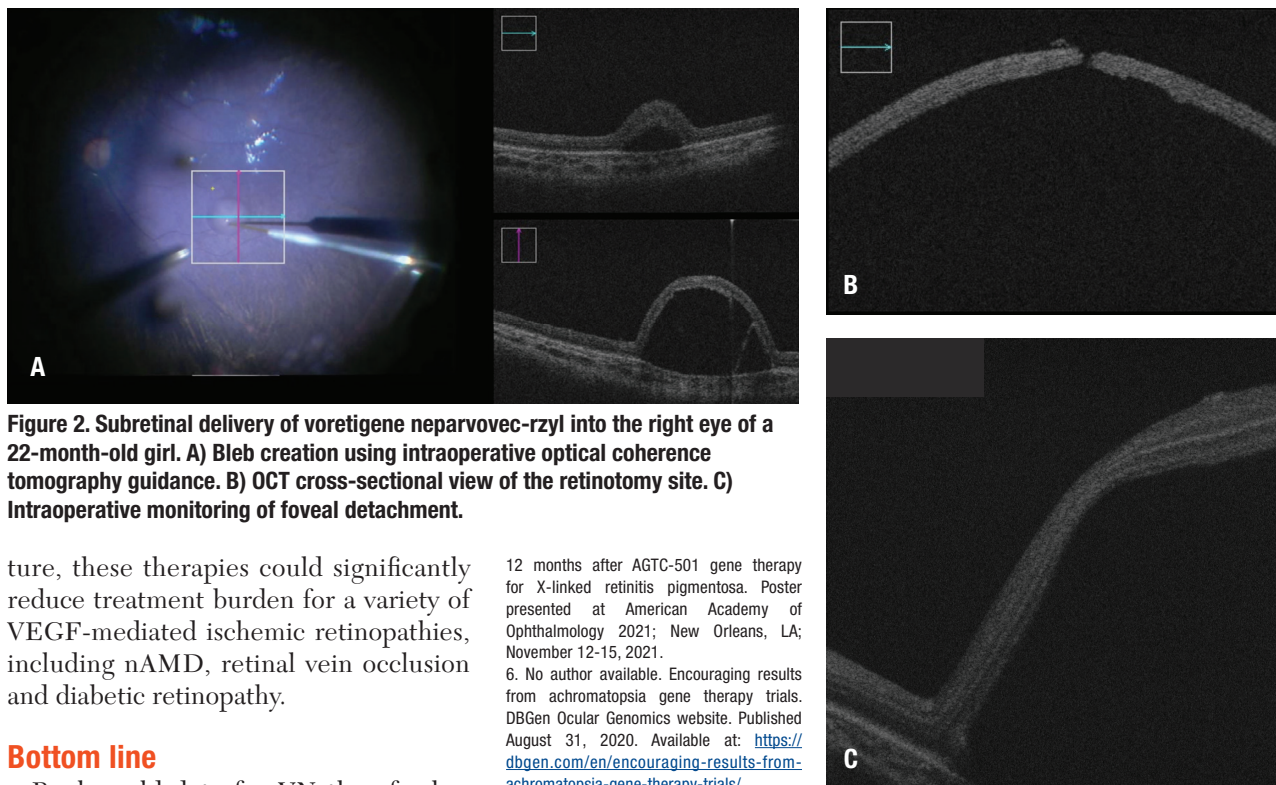 A
B
C
Figure 2. Subretinal delivery of voretigene neparvovec-rzyl into the right eye of a
22-month-old girl. A) Bleb creation using intraoperative optical coherence
tomography guidance. B) OCT cross-sectional view of the retinotomy site. C)
Intraoperative monitoring of foveal detachment.
ture, these therapies could significantly
reduce treatment burden for a variety of
VEGF-mediated ischemic retinopathies,
including nAMD, retinal vein occlusion
and diabetic retinopathy.
Bottom line
12 months after AGTC-501 gene therapy
for X-linked retinitis pigmentosa. Poster
presented at American Academy of
Ophthalmology 2021; New Orleans, LA;
November 12-15, 2021.
6. No author available. Encouraging results
from achromatopsia gene therapy trials.
DBGen Ocular Genomics website. Published
August 31, 2020. Available at: https://
dbgen.com/en/encouraging-results-from-
achromatopsia-gene-therapy-trials/